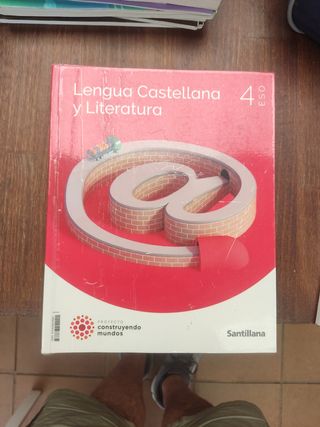 Lengua Castellana
y Literatura
4
ESO
@
PROYECTO
construyendo
mundos
Santillana